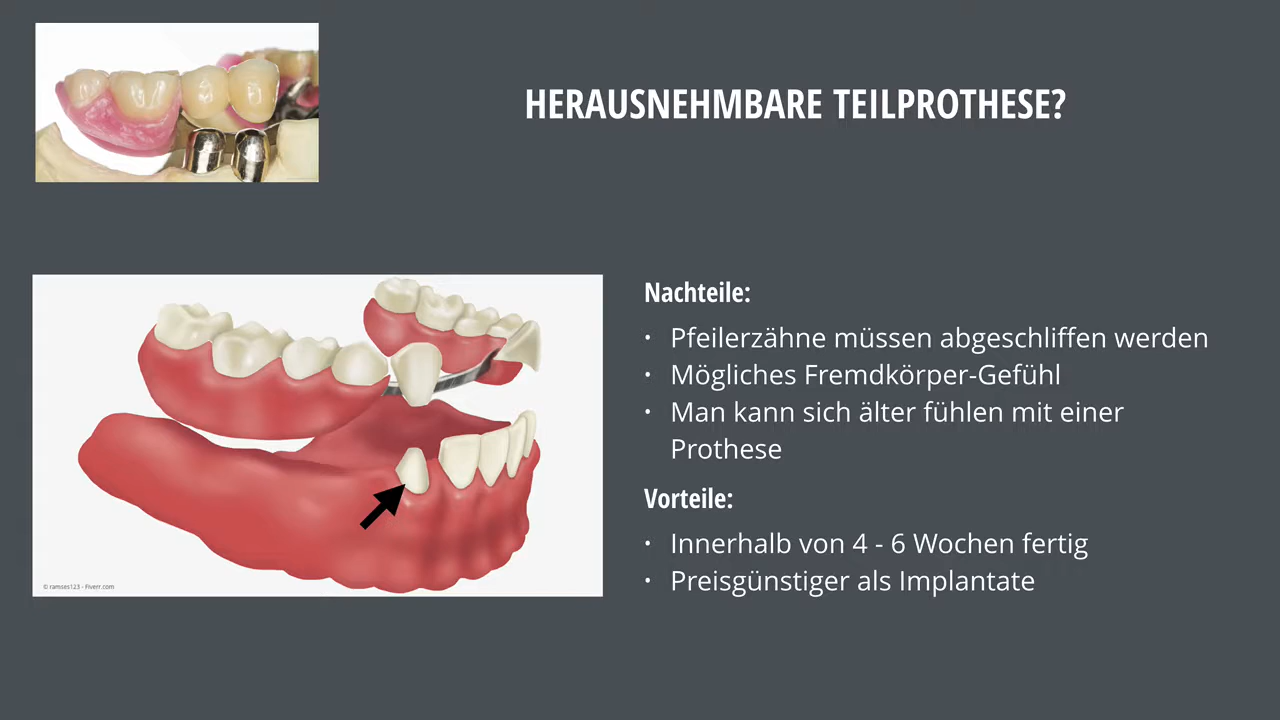 HERAUSNEHMBARE TEILPROTHESE?
Nachteile:
• Pfeilerzähne müssen abgeschliffen werden
• Mögliches Fremdkörper-Gefühl
• Man kann sich älter fühlen mit einer
Prothese
Vorteile:
• Innerhalb von 4 - 6 Wochen fertig
• Preisgünstiger als Implantate
© ramses123 - Fiverr.com